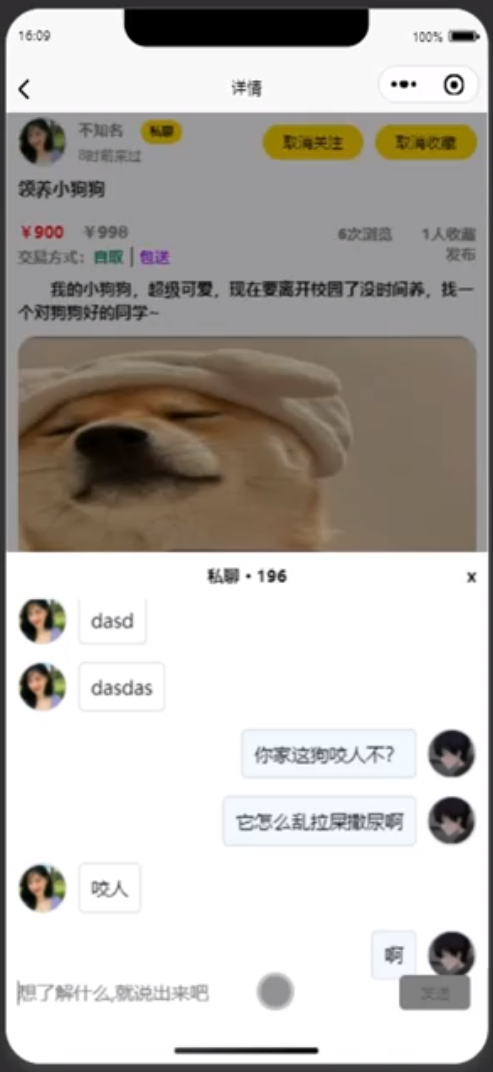 16:09
100%
详情
不知名 私聊
8时前来过
取消关注 取消收藏
领养小狗狗
￥900 ￥998
6次浏览 1人收藏
交易方式: 自取 | 包送
发布
我的小狗狗，超级可爱，现在要离开校园了没时间养，找一
个对狗狗好的同学~
私聊·196
x
dasd
dasdas
你家这狗咬人不？
它怎么乱拉屎撒尿啊
咬人
啊
想了解什么,就说出来吧
发送